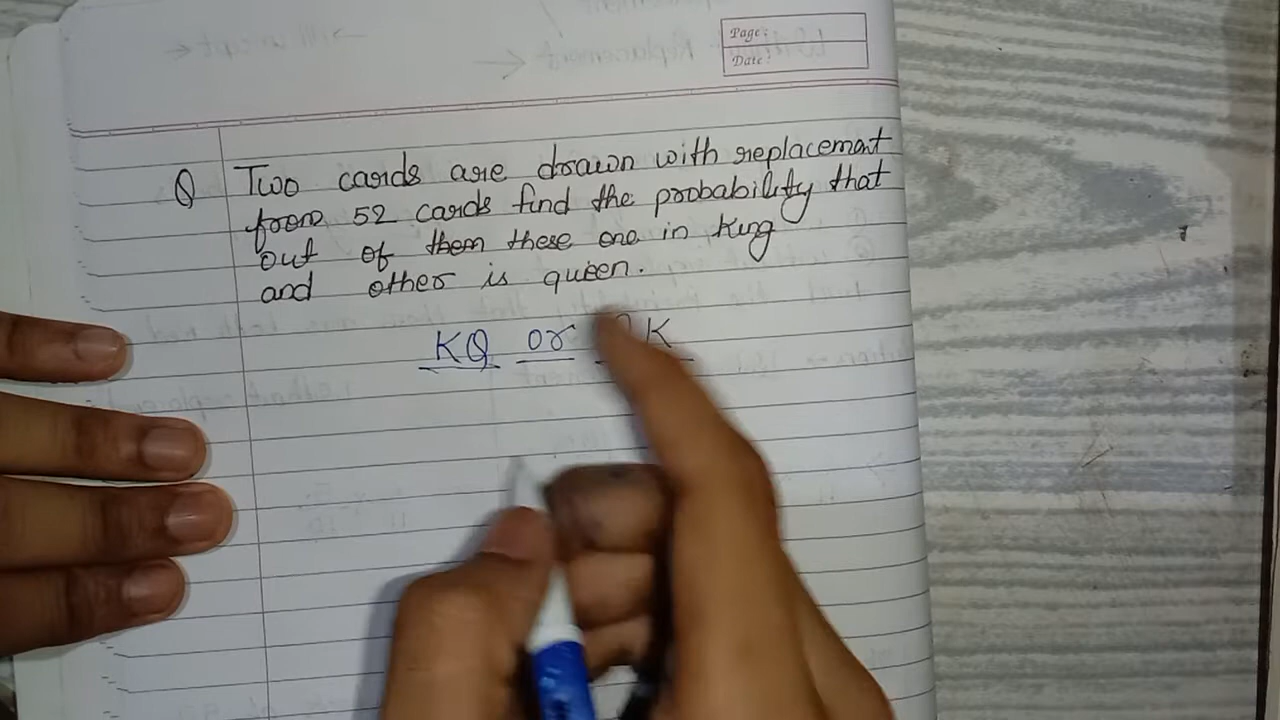 Page:
Date:
Q Two cards are drawn with replacement
from 52 cards find the probability that
out of them these one in King
and other is queen.
KQ or K